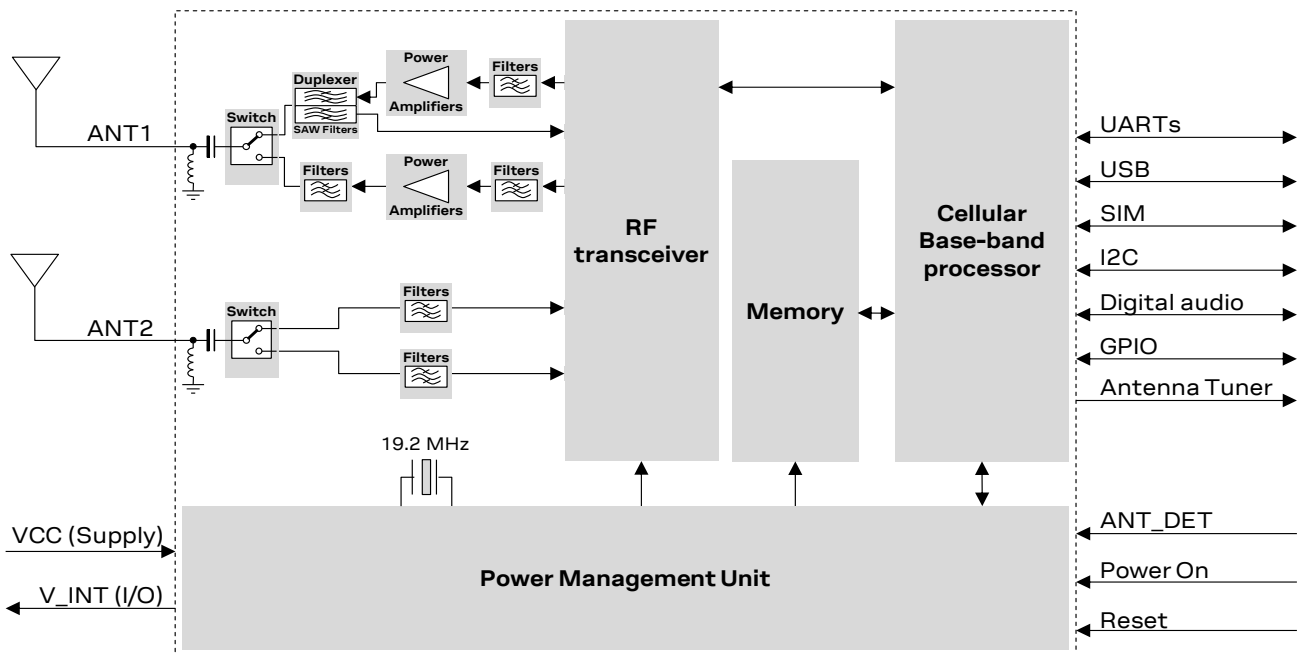 Power
Amplifiers
Filters
Duplexer
SAW Filters
Switch
ANT1
Filters
Power
Amplifiers
Filters
RF
transceiver
Cellular
Base-band
processor
Memory
UARTs
USB
SIM
I2C
Digital audio
GPIO
Antenna Tuner
ANT2
Switch
Filters
Filters
19.2 MHz
VCC (Supply)
V_INT (I/O)
Power Management Unit
ANT_DET
Power On
Reset